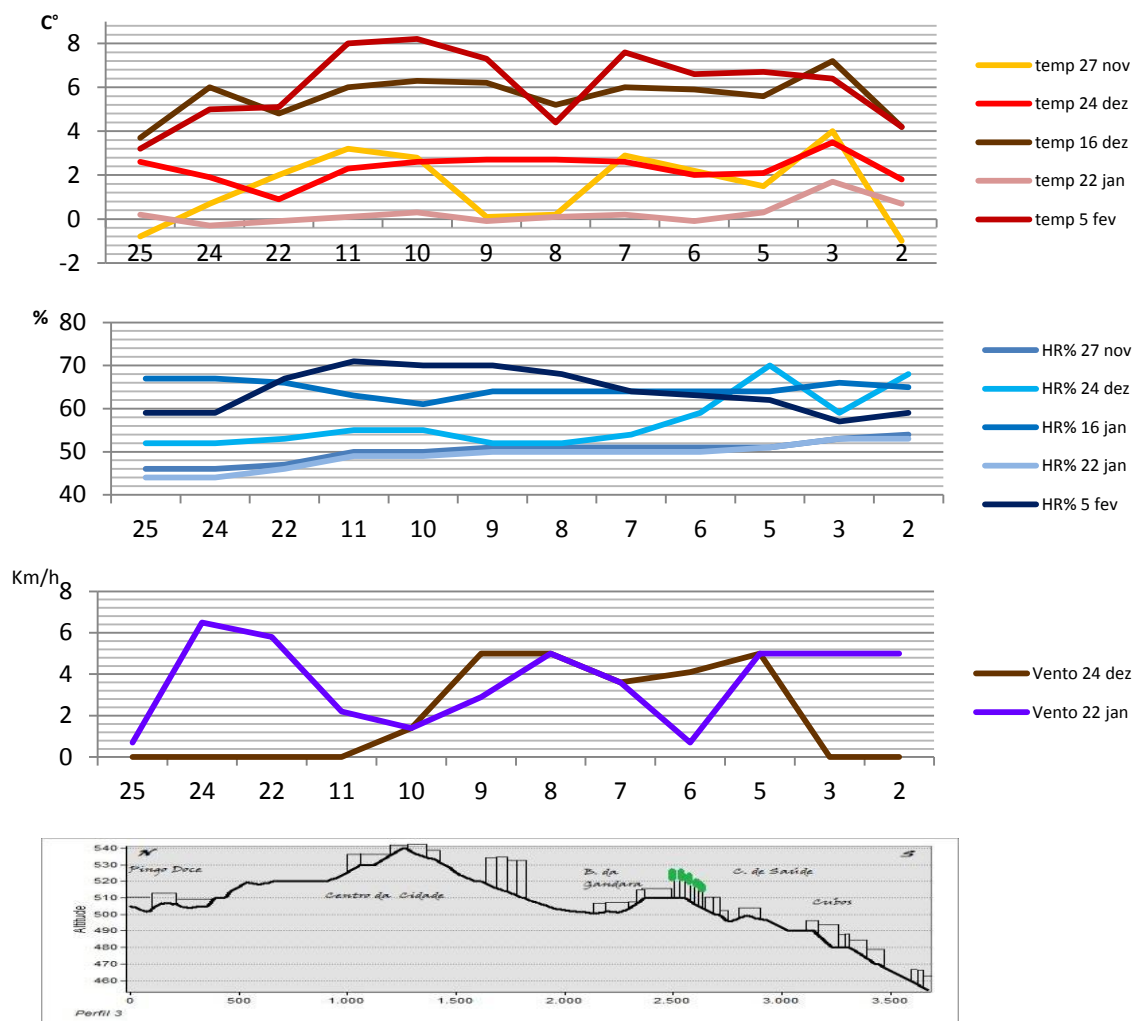 C°
8
6
4
2
0
-2
25 24 22 11 10 9 8 7 6 5 3 2
temp 27 nov
temp 24 dez
temp 16 dez
temp 22 jan
temp 5 fev
%
80
70
60
50
40
25 24 22 11 10 9 8 7 6 5 3 2
HR% 27 nov
HR% 24 dez
HR% 16 jan
HR% 22 jan
HR% 5 fev
Km/h
8
6
4
2
0
25 24 22 11 10 9 8 7 6 5 3 2
Vento 24 dez
Vento 22 jan
N
S
Pingo Doce
Centro da Cidade
B. da
Gandara
C. de Saúde
Cubos
Altitude
540
530
520
510
500
490
480
470
460
0 500 1.000 1.500 2.000 2.500 3.000 3.500
Perfil 3